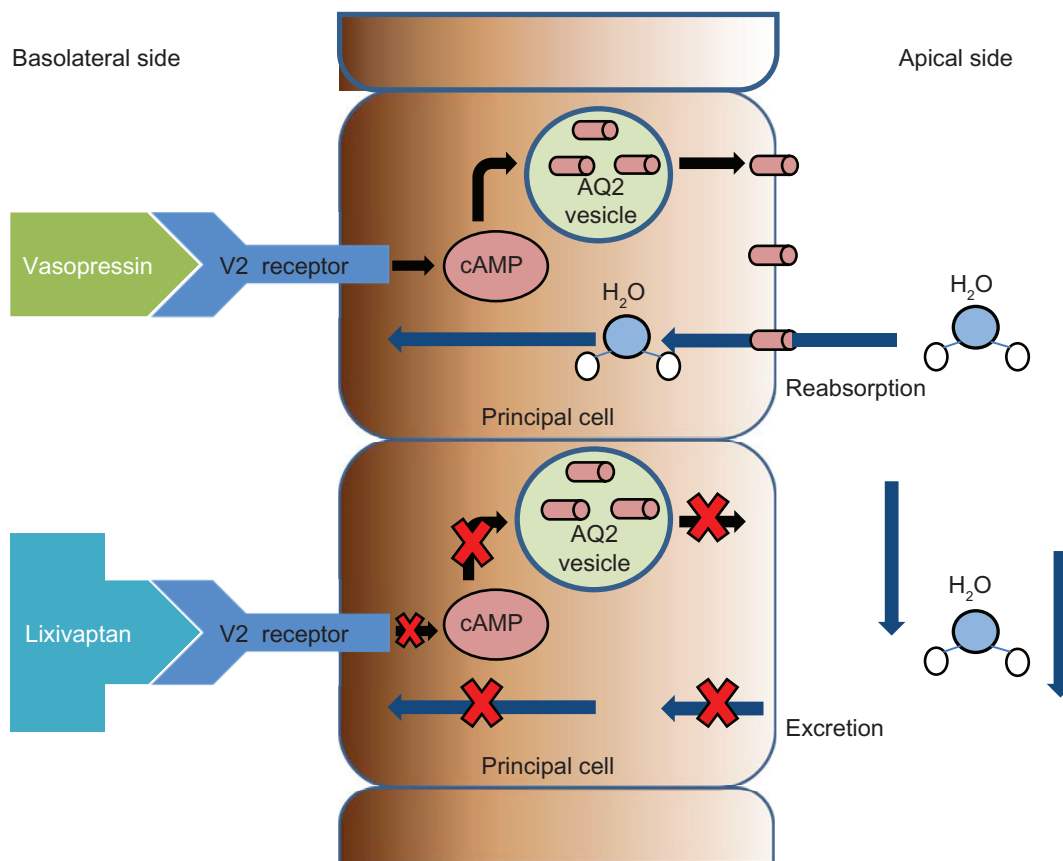 Basolateral side
Apical side
AQ2
vesicle
Vasopressin
V2 receptor
cAMP
H₂O
H₂O
Reabsorption
Principal cell
AQ2
vesicle
H₂O
Lixivaptan
V2 receptor
cAMP
Excretion
Principal cell